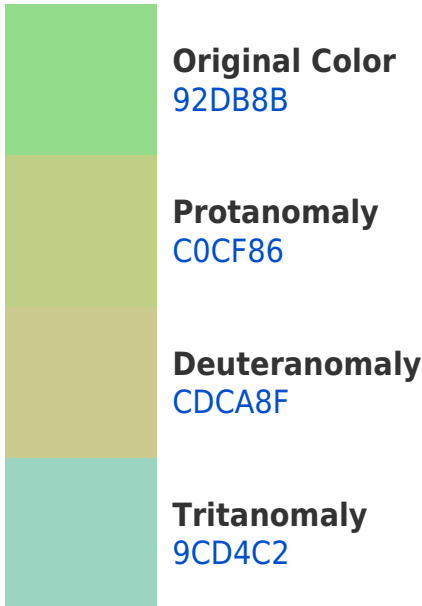 Original Color
92DB8B
Protanomaly
C0CF86
Deuteranomaly
CDCA8F
Tritanomaly
9CD4C2